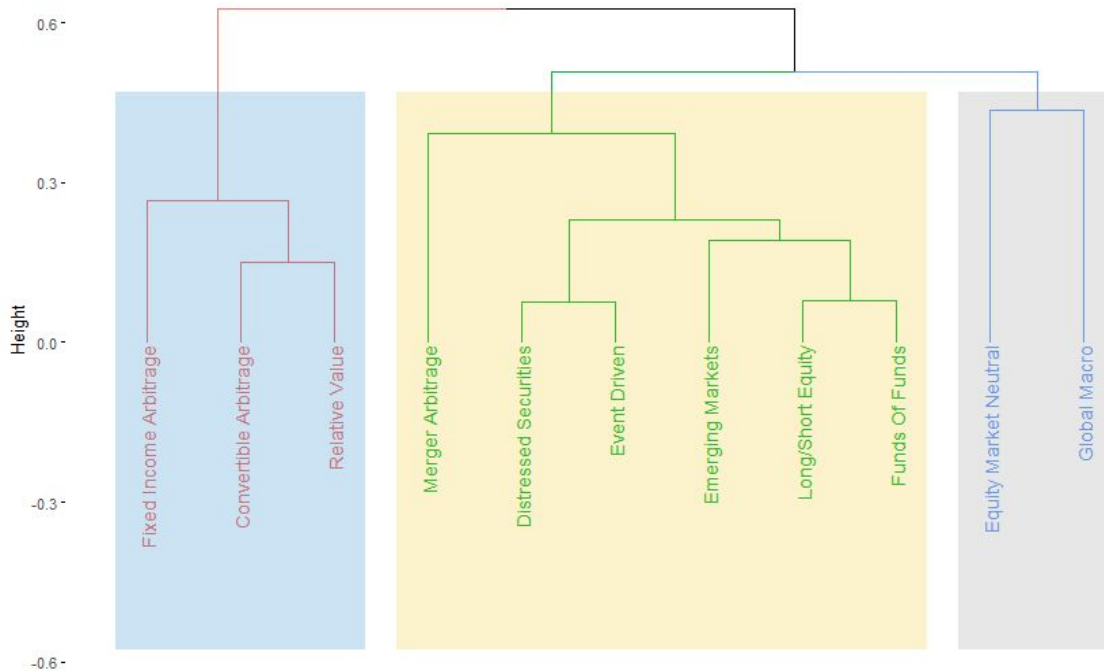 0.6
0.3
0.0
-0.3
-0.6
Height
Fixed Income Arbitrage
Convertible Arbitrage
Relative Value
Merger Arbitrage
Distressed Securities
Event Driven
Emerging Markets
Long/Short Equity
Funds Of Funds
Equity Market Neutral
Global Macro